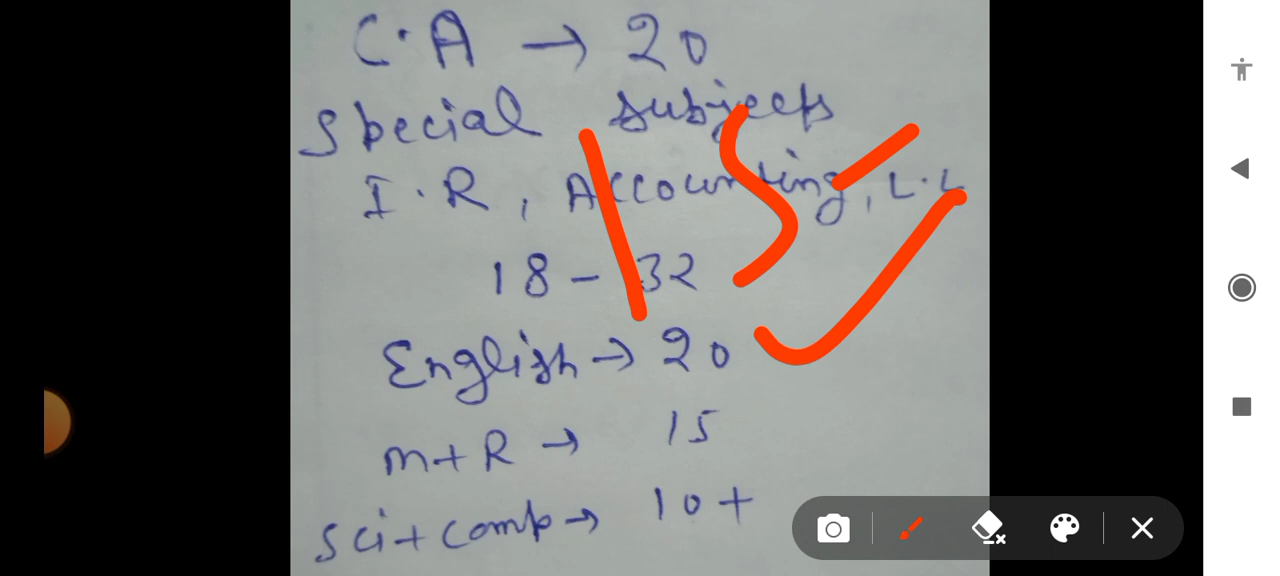 C.A → 20
Special Subjects
I.R, Accounting, L.L
18 - 32
English → 20
15
m+R → 15
Sci + Comp → 10 +